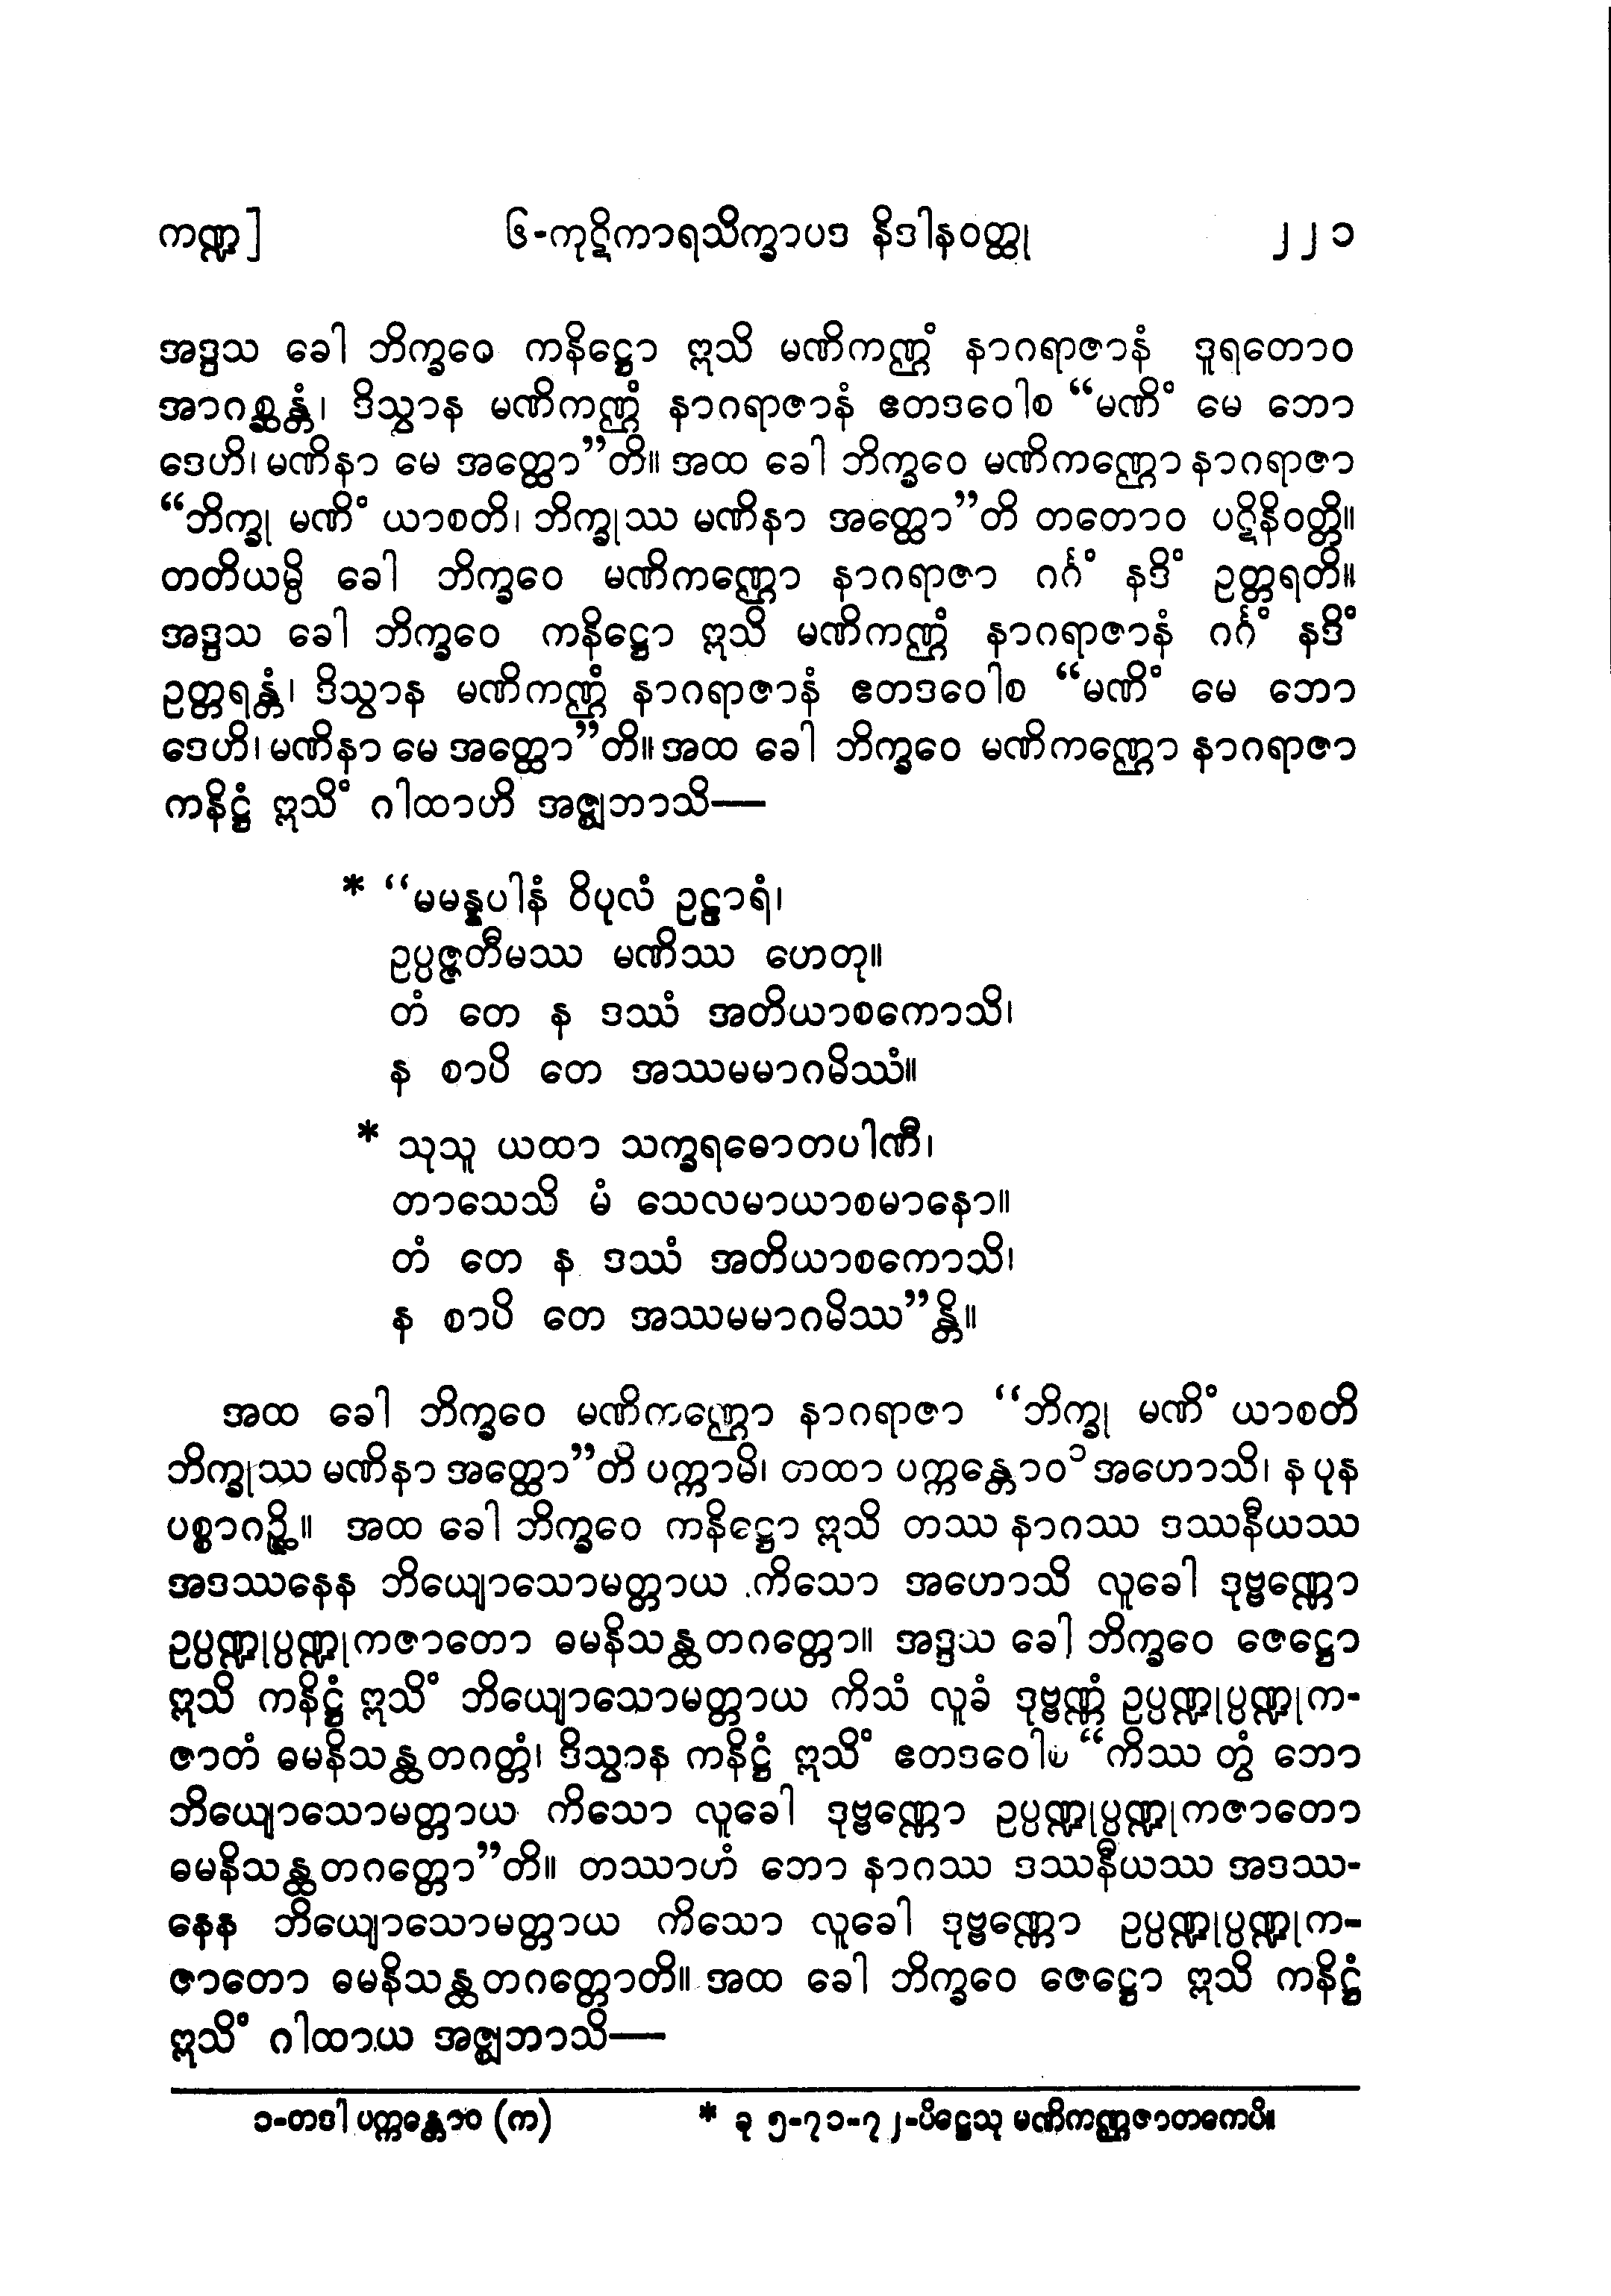 ကဏ္ဍ] ၆-ကုဋိကာရသိက္ခာပဒ နိဒါနဝတ္ထု ၂၂၁
အဒ္ဒသ ခေါ ဘိက္ခဝေ ကနိဋ္ဌော ဣသိ မဏိကဏ္ဌံ နာဂရာဇာနံ ဒူရတောဝ
အာဂစ္ဆန္တံ၊ ဒိသွာန မဏိကဏ္ဌံ နာဂရာဇာနံ ဧတဒဝေါစ “မဏိံ မေ ဘော
ဒေဟိ၊ မဏိနာ မေ အတ္ထော”တိ။ အထ ခေါ ဘိက္ခဝေ မဏိကဏ္ဌော နာဂရာဇာ
“ဘိက္ခု မဏိံ ယာစတိ၊ ဘိက္ခုဿ မဏိနာ အတ္ထော”တိ တတောဝ ပဋိနိဝတ္တိ။
တတိယမ္ပိ ခေါ ဘိက္ခဝေ မဏိကဏ္ဌော နာဂရာဇာ ဂင်္ဂံ နဒိံ ဥတ္တရတိ။
အဒ္ဒသ ခေါ ဘိက္ခဝေ ကနိဋ္ဌော ဣသိ မဏိကဏ္ဌံ နာဂရာဇာနံ ဂင်္ဂံ နဒိံ
ဥတ္တရန္တံ၊ ဒိသွာန မဏိကဏ္ဌံ နာဂရာဇာနံ ဧတဒဝေါစ “မဏိံ မေ ဘော
ဒေဟိ၊ မဏိနာ မေ အတ္ထော”တိ။ အထ ခေါ ဘိက္ခဝေ မဏိကဏ္ဌော နာဂရာဇာ
ကနိဋ္ဌံ ဣသိံ ဂါထာဟိ အဇ္ဈဘာသိ—
* “မမန္နပါနံ ဝိပုလံ ဥဠာရံ၊
ဥပ္ပဇ္ဇတီမဿ မဏိဿ ဟေတု။
တံ တေ န ဒဿံ အတိယာစကောသိ၊
န စာပိ တေ အဿမမာဂမိဿံ။
* သုသူ ယထာ သက္ခရဓောတပါဏီ၊
တာသေသိ မံ သေလမာယာစမာနော။
တံ တေ န ဒဿံ အတိယာစကောသိ၊
န စာပိ တေ အဿမမာဂမိဿ”န္တိ။
အထ ခေါ ဘိက္ခဝေ မဏိကဏ္ဌော နာဂရာဇာ “ဘိက္ခု မဏိံ ယာစတိ
ဘိက္ခုဿ မဏိနာ အတ္ထော”တိ ပက္ကာမိ၊ တထာ ပက္ကန္တောဝ ၁ အဟောသိ၊ န ပုန
ပစ္စာဂဉ္ဆိ။ အထ ခေါ ဘိက္ခဝေ ကနိဋ္ဌော ဣသိ တဿ နာဂဿ ဒဿနီယဿ
အဒဿနေန ဘိယျောသောမတ္တာယ ကိသော အဟောသိ လူခေါ ဒုဗ္ဗဏ္ဏော
ဥပ္ပဏ္ဍုပ္ပဏ္ဍုကဇာတော ဓမနိသန္ထတဂတ္တော။ အဒ္ဒသ ခေါ ဘိက္ခဝေ ဇေဋ္ဌော
ဣသိ ကနိဋ္ဌံ ဣသိံ ဘိယျောသောမတ္တာယ ကိသံ လူခံ ဒုဗ္ဗဏ္ဏံ ဥပ္ပဏ္ဍုပ္ပဏ္ဍုက-
ဇာတံ ဓမနိသန္ထတဂတ္တံ၊ ဒိသွာန ကနိဋ္ဌံ ဣသိံ ဧတဒဝေါစ “ကိဿ တွံ ဘော
ဘိယျောသောမတ္တာယ ကိသော လူခေါ ဒုဗ္ဗဏ္ဏော ဥပ္ပဏ္ဍုပ္ပဏ္ဍုကဇာတော
ဓမနိသန္ထတဂတ္တော”တိ။ တဿာဟံ ဘော နာဂဿ ဒဿနီယဿ အဒဿ-
နေန ဘိယျောသောမတ္တာယ ကိသော လူခေါ ဒုဗ္ဗဏ္ဏော ဥပ္ပဏ္ဍုပ္ပဏ္ဍုက-
ဇာတော ဓမနိသန္ထတဂတ္တောတိ။ အထ ခေါ ဘိက္ခဝေ ဇေဋ္ဌော ဣသိ ကနိဋ္ဌံ
ဣသိံ ဂါထာယ အဇ္ဈဘာသိ—
၁-တဒါ ပက္ကန္တောဝ (က) * ခု ၅-၇၁-၇၂-ပိဋ္ဌေသု မဏိကဏ္ဌဇာတကေပိ။